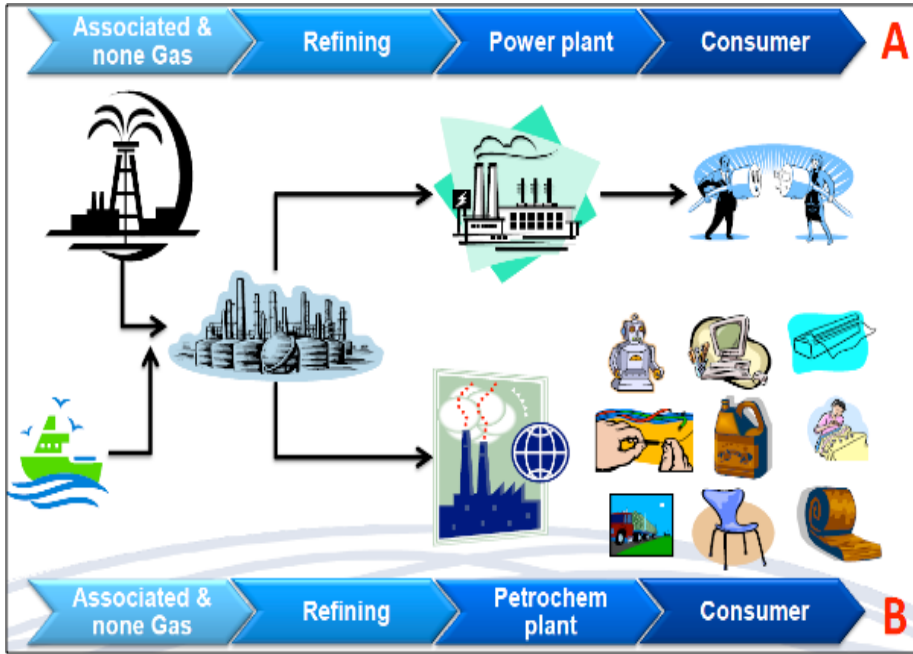 Associated &
none Gas
Refining
Power plant
Consumer
A
Associated &
none Gas
Refining
Petrochem
plant
Consumer
B